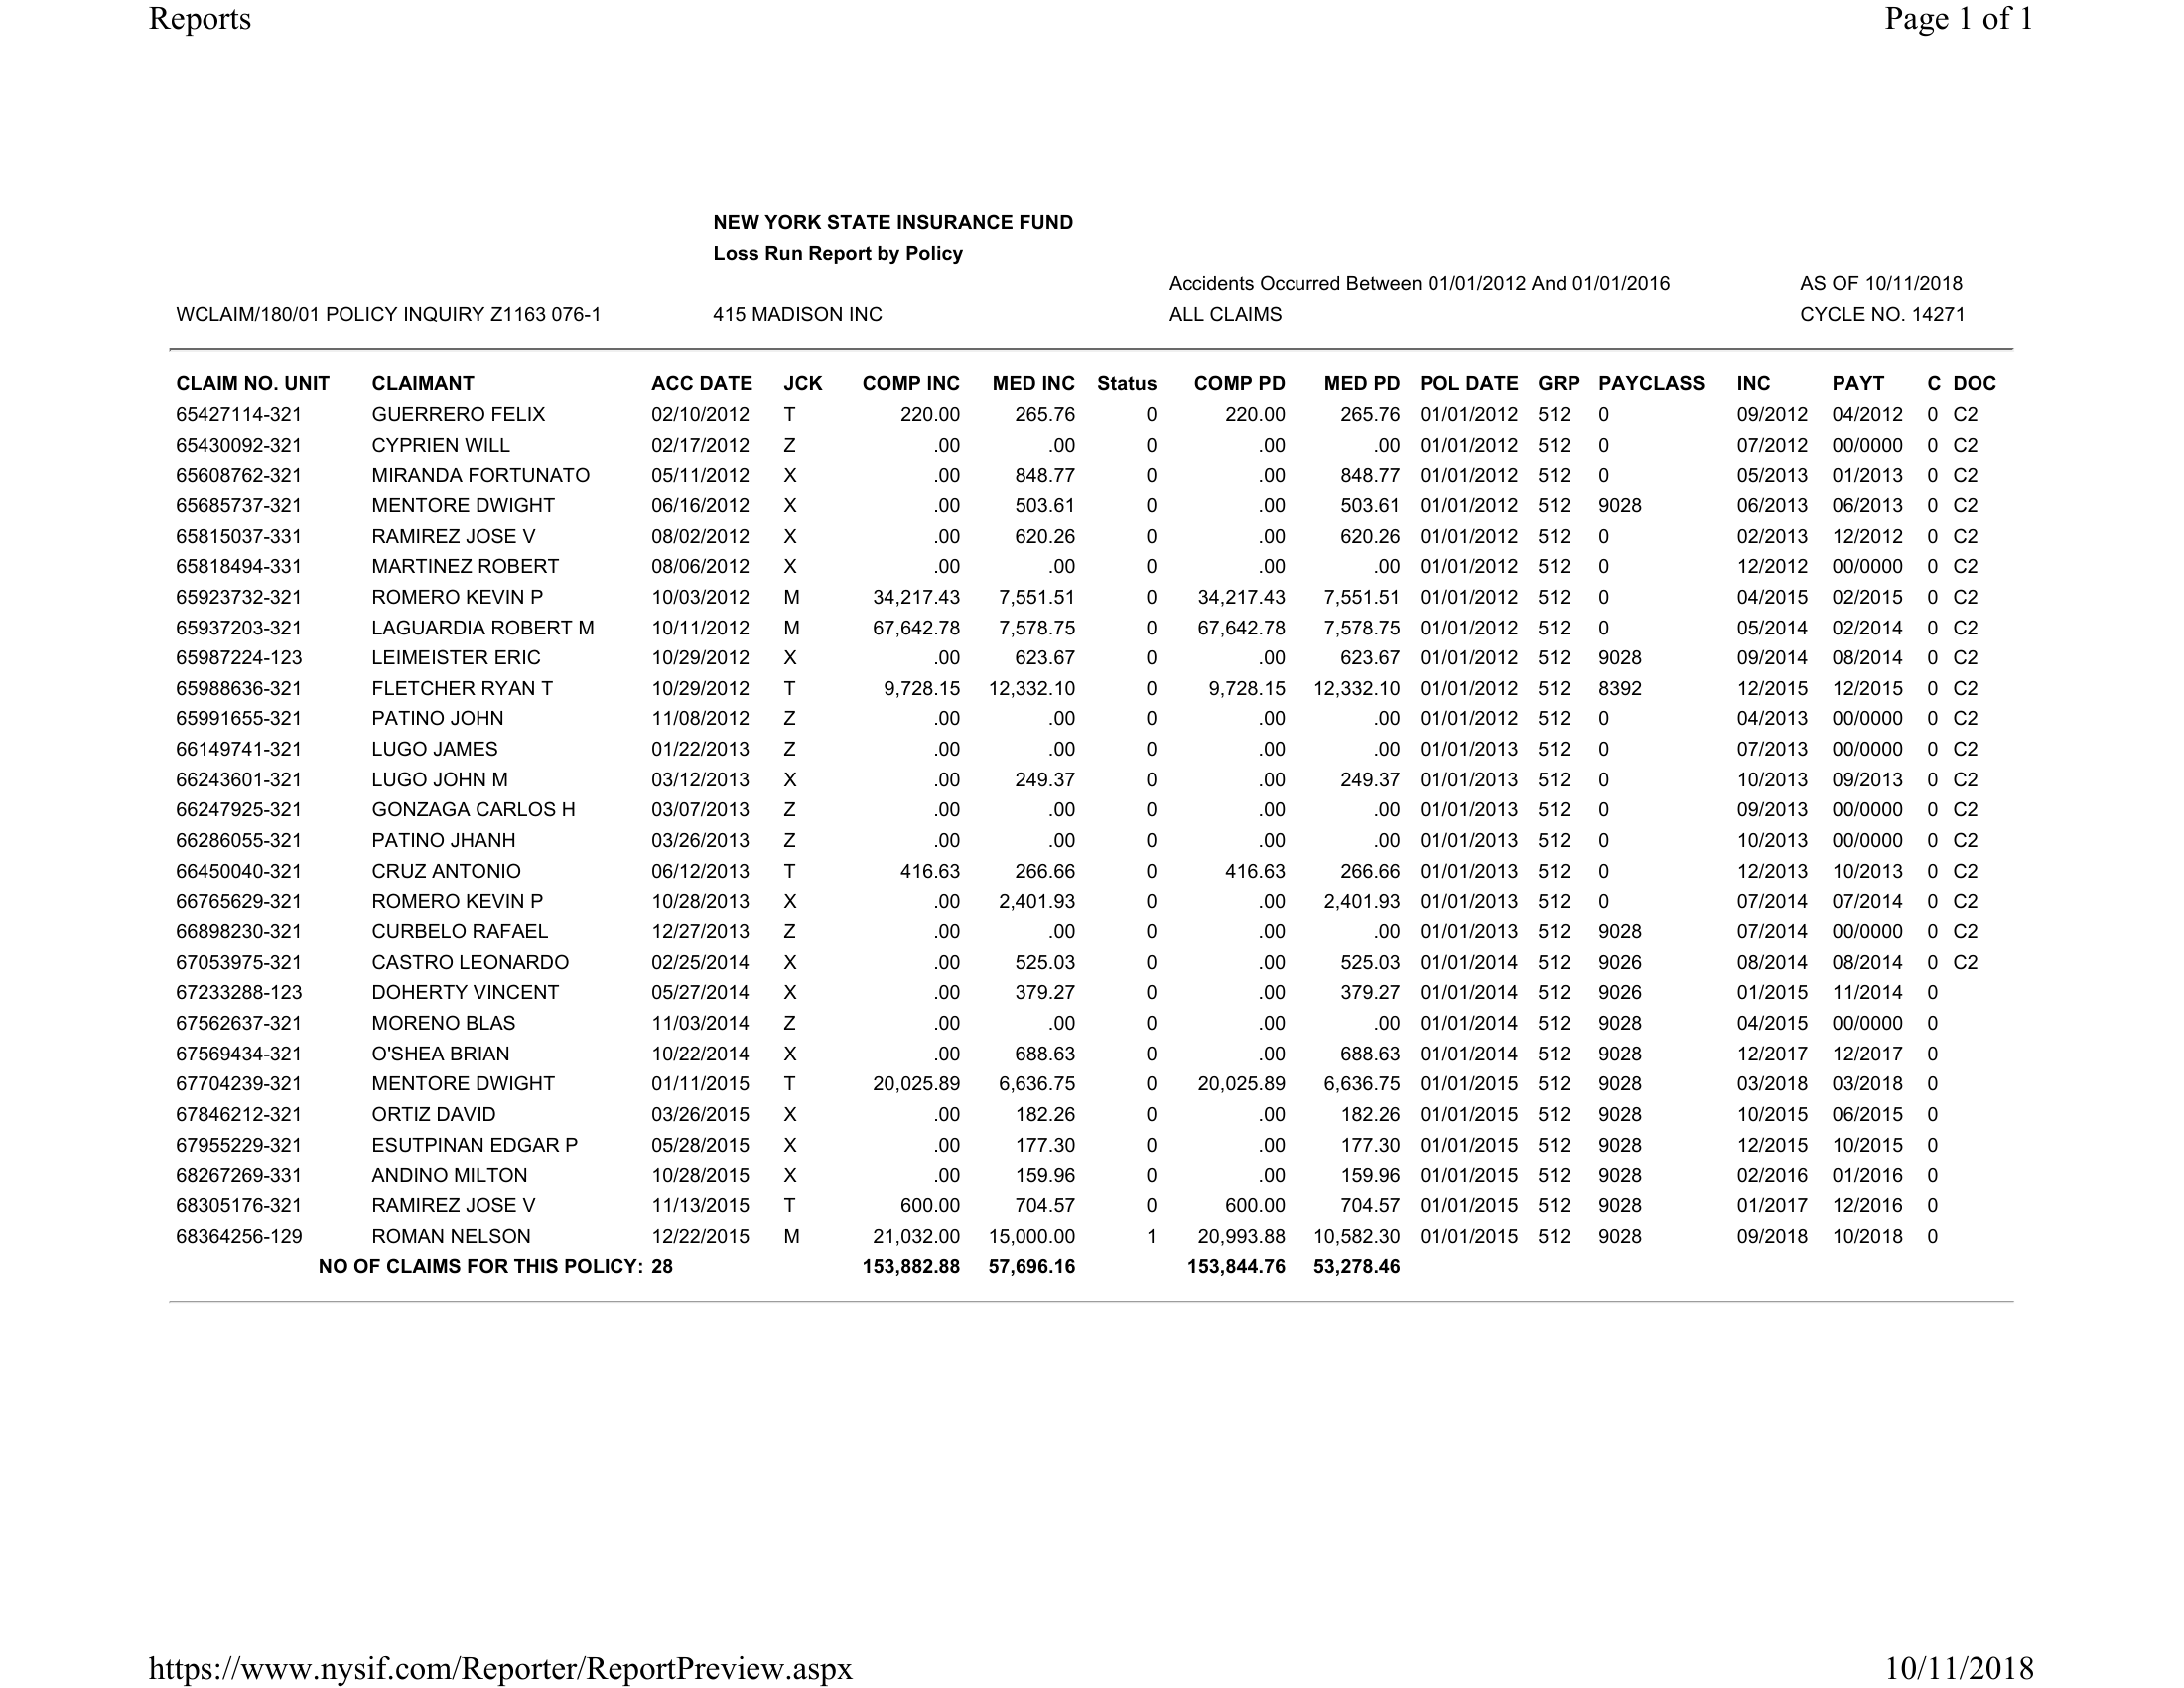 Reports Page 1 of 1
NEW YORK STATE INSURANCE FUND
Loss Run Report by Policy
Accidents Occurred Between 01/01/2012 And 01/01/2016 AS OF 10/11/2018
WCLAIM/180/01 POLICY INQUIRY Z1163 076-1 415 MADISON INC ALL CLAIMS CYCLE NO. 14271
CLAIM NO. UNIT CLAIMANT ACC DATE JCK COMP INC MED INC Status COMP PD MED PD POL DATE GRP PAYCLASS INC PAYT C DOC
65427114-321 GUERRERO FELIX 02/10/2012 T 220.00 265.76 0 220.00 265.76 01/01/2012 512 0 09/2012 04/2012 0 C2
65430092-321 CYPRIEN WILL 02/17/2012 Z .00 .00 0 .00 .00 01/01/2012 512 0 07/2012 00/0000 0 C2
65608762-321 MIRANDA FORTUNATO 05/11/2012 X .00 848.77 0 .00 848.77 01/01/2012 512 0 05/2013 01/2013 0 C2
65685737-321 MENTORE DWIGHT 06/16/2012 X .00 503.61 0 .00 503.61 01/01/2012 512 9028 06/2013 06/2013 0 C2
65815037-331 RAMIREZ JOSE V 08/02/2012 X .00 620.26 0 .00 620.26 01/01/2012 512 0 02/2013 12/2012 0 C2
65818494-331 MARTINEZ ROBERT 08/06/2012 X .00 .00 0 .00 .00 01/01/2012 512 0 12/2012 00/0000 0 C2
65923732-321 ROMERO KEVIN P 10/03/2012 M 34,217.43 7,551.51 0 34,217.43 7,551.51 01/01/2012 512 0 04/2015 02/2015 0 C2
65937203-321 LAGUARDIA ROBERT M 10/11/2012 M 67,642.78 7,578.75 0 67,642.78 7,578.75 01/01/2012 512 0 05/2014 02/2014 0 C2
65987224-123 LEIMEISTER ERIC 10/29/2012 X .00 623.67 0 .00 623.67 01/01/2012 512 9028 09/2014 08/2014 0 C2
65988636-321 FLETCHER RYAN T 10/29/2012 T 9,728.15 12,332.10 0 9,728.15 12,332.10 01/01/2012 512 8392 12/2015 12/2015 0 C2
65991655-321 PATINO JOHN 11/08/2012 Z .00 .00 0 .00 .00 01/01/2012 512 0 04/2013 00/0000 0 C2
66149741-321 LUGO JAMES 01/22/2013 Z .00 .00 0 .00 .00 01/01/2013 512 0 07/2013 00/0000 0 C2
66243601-321 LUGO JOHN M 03/12/2013 X .00 249.37 0 .00 249.37 01/01/2013 512 0 10/2013 09/2013 0 C2
66247925-321 GONZAGA CARLOS H 03/07/2013 Z .00 .00 0 .00 .00 01/01/2013 512 0 09/2013 00/0000 0 C2
66286055-321 PATINO JHANH 03/26/2013 Z .00 .00 0 .00 .00 01/01/2013 512 0 10/2013 00/0000 0 C2
66450040-321 CRUZ ANTONIO 06/12/2013 T 416.63 266.66 0 416.63 266.66 01/01/2013 512 0 12/2013 10/2013 0 C2
66765629-321 ROMERO KEVIN P 10/28/2013 X .00 2,401.93 0 .00 2,401.93 01/01/2013 512 0 07/2014 07/2014 0 C2
66898230-321 CURBELO RAFAEL 12/27/2013 Z .00 .00 0 .00 .00 01/01/2013 512 9028 07/2014 00/0000 0 C2
67053975-321 CASTRO LEONARDO 02/25/2014 X .00 525.03 0 .00 525.03 01/01/2014 512 9026 08/2014 08/2014 0 C2
67233288-123 DOHERTY VINCENT 05/27/2014 X .00 379.27 0 .00 379.27 01/01/2014 512 9026 01/2015 11/2014 0
67562637-321 MORENO BLAS 11/03/2014 Z .00 .00 0 .00 .00 01/01/2014 512 9028 04/2015 00/0000 0
67569434-321 O'SHEA BRIAN 10/22/2014 X .00 688.63 0 .00 688.63 01/01/2014 512 9028 12/2017 12/2017 0
67704239-321 MENTORE DWIGHT 01/11/2015 T 20,025.89 6,636.75 0 20,025.89 6,636.75 01/01/2015 512 9028 03/2018 03/2018 0
67846212-321 ORTIZ DAVID 03/26/2015 X .00 182.26 0 .00 182.26 01/01/2015 512 9028 10/2015 06/2015 0
67955229-321 ESUTPINAN EDGAR P 05/28/2015 X .00 177.30 0 .00 177.30 01/01/2015 512 9028 12/2015 10/2015 0
68267269-331 ANDINO MILTON 10/28/2015 X .00 159.96 0 .00 159.96 01/01/2015 512 9028 02/2016 01/2016 0
68305176-321 RAMIREZ JOSE V 11/13/2015 T 600.00 704.57 0 600.00 704.57 01/01/2015 512 9028 01/2017 12/2016 0
68364256-129 ROMAN NELSON 12/22/2015 M 21,032.00 15,000.00 1 20,993.88 10,582.30 01/01/2015 512 9028 09/2018 10/2018 0
NO OF CLAIMS FOR THIS POLICY: 28 153,882.88 57,696.16 153,844.76 53,278.46
https://www.nysif.com/Reporter/ReportPreview.aspx 10/11/2018